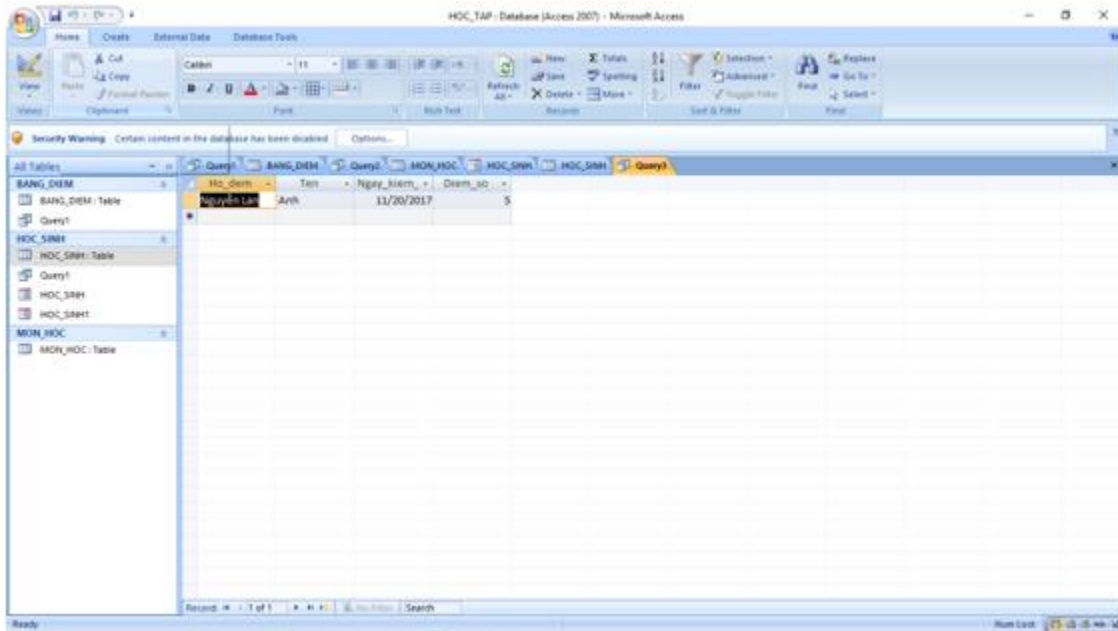 HOC_TAP : Database (Access 2007) - Microsoft Access
Home Create External Data Database Tools
View
Views
Paste
Cut
Copy
Format Painter
Clipboard
Calibri 11
B I U A
Font
Rich Text
Refresh All
New
Save
Delete
Totals
Spelling
More
Records
Filter
Selection
Advanced
Toggle Filter
Sort & Filter
Find
Replace
Go To
Select
Find
Security Warning Certain content in the database has been disabled Options...
All Tables
BANG_DIEM
BANG_DIEM : Table
Query1
HOC_SINH
HOC_SINH : Table
Query1
HOC_SINH
HOC_SINH1
MON_HOC
MON_HOC : Table
Query1 BANG_DIEM Query2 MON_HOC HOC_SINH HOC_SINH Query3
Ho_dem Ten Ngay_kiem_ Diem_so
Nguyễn Lan Anh 11/20/2017 5
Record: 1 of 1 No Filter Search
Ready
Num Lock